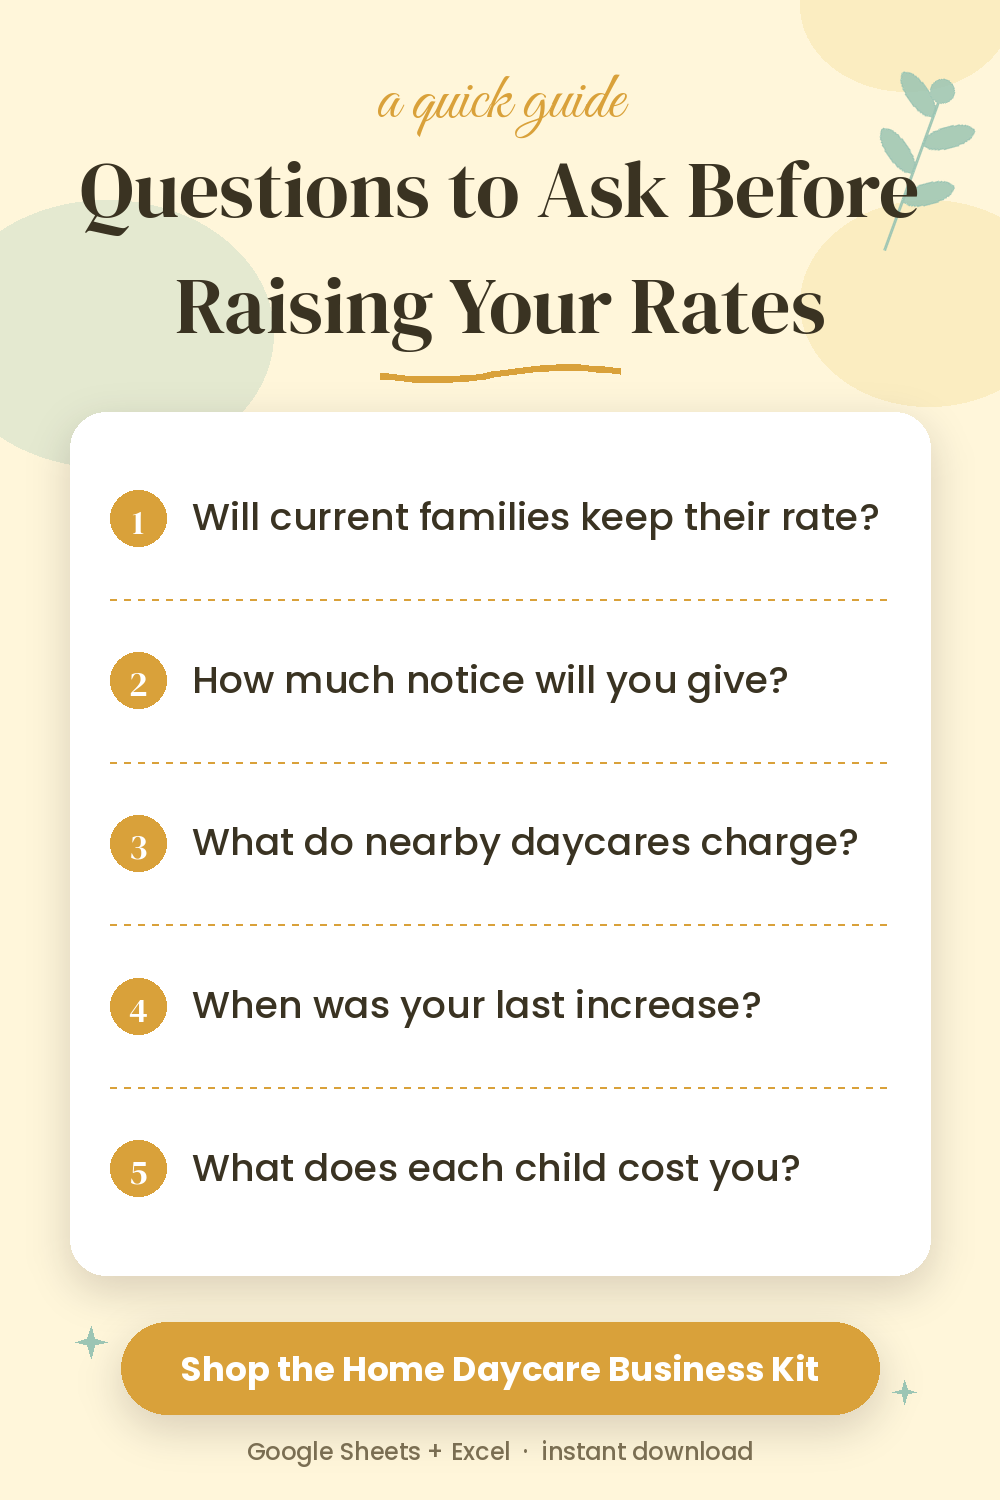 a quick guide
Questions to Ask Before
Raising Your Rates
1 Will current families keep their rate?
2 How much notice will you give?
3 What do nearby daycares charge?
4 When was your last increase?
5 What does each child cost you?
Shop the Home Daycare Business Kit
Google Sheets + Excel · instant download